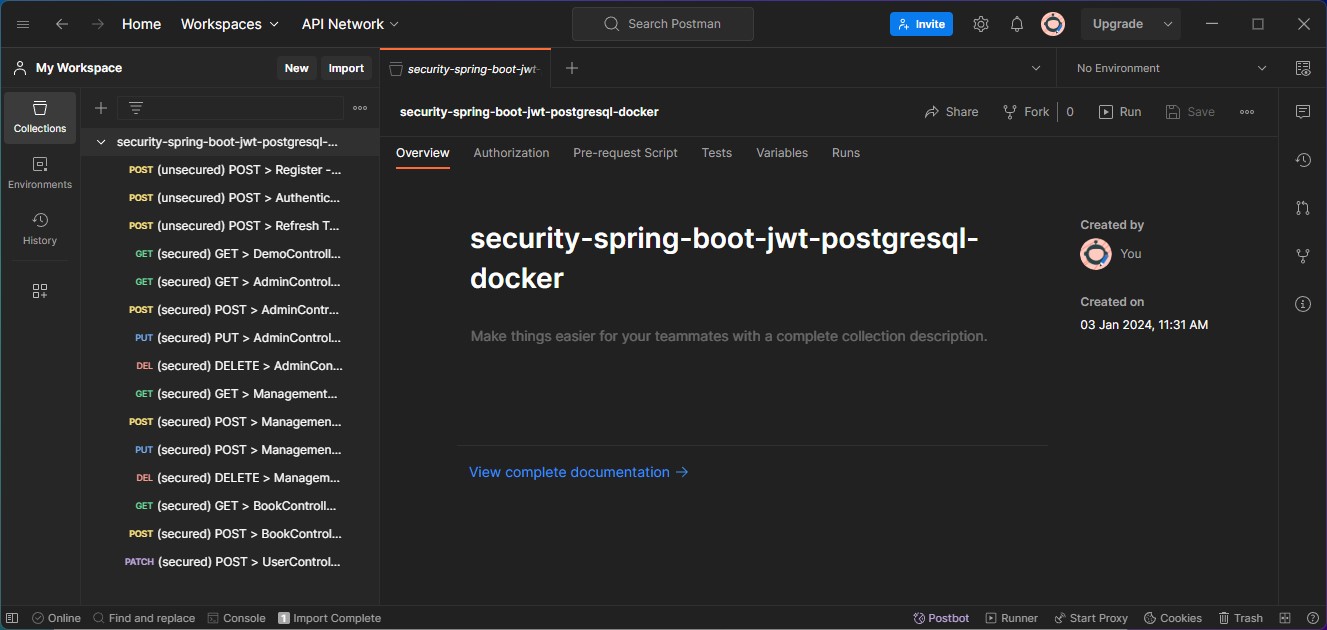 Home Workspaces API Network Search Postman Invite Upgrade
My Workspace New Import security-spring-boot-jwt- No Environment
Collections
Environments
History
security-spring-boot-jwt-postgresql-...
POST (unsecured) POST > Register -...
POST (unsecured) POST > Authentic...
POST (unsecured) POST > Refresh T...
GET (secured) GET > DemoControll...
GET (secured) GET > AdminControl...
POST (secured) POST > AdminContr...
PUT (secured) PUT > AdminControl...
DEL (secured) DELETE > AdminCon...
GET (secured) GET > Management...
POST (secured) POST > Managemen...
PUT (secured) POST > Managemen...
DEL (secured) DELETE > Managem...
GET (secured) GET > BookControll...
POST (secured) POST > BookControl...
PATCH (secured) POST > UserControl...
security-spring-boot-jwt-postgresql-docker Share Fork 0 Run Save
Overview Authorization Pre-request Script Tests Variables Runs
security-spring-boot-jwt-postgresql-
docker
Make things easier for your teammates with a complete collection description.
View complete documentation →
Created by
You
Created on
03 Jan 2024, 11:31 AM
Online Find and replace Console 1 Import Complete Postbot Runner Start Proxy Cookies Trash